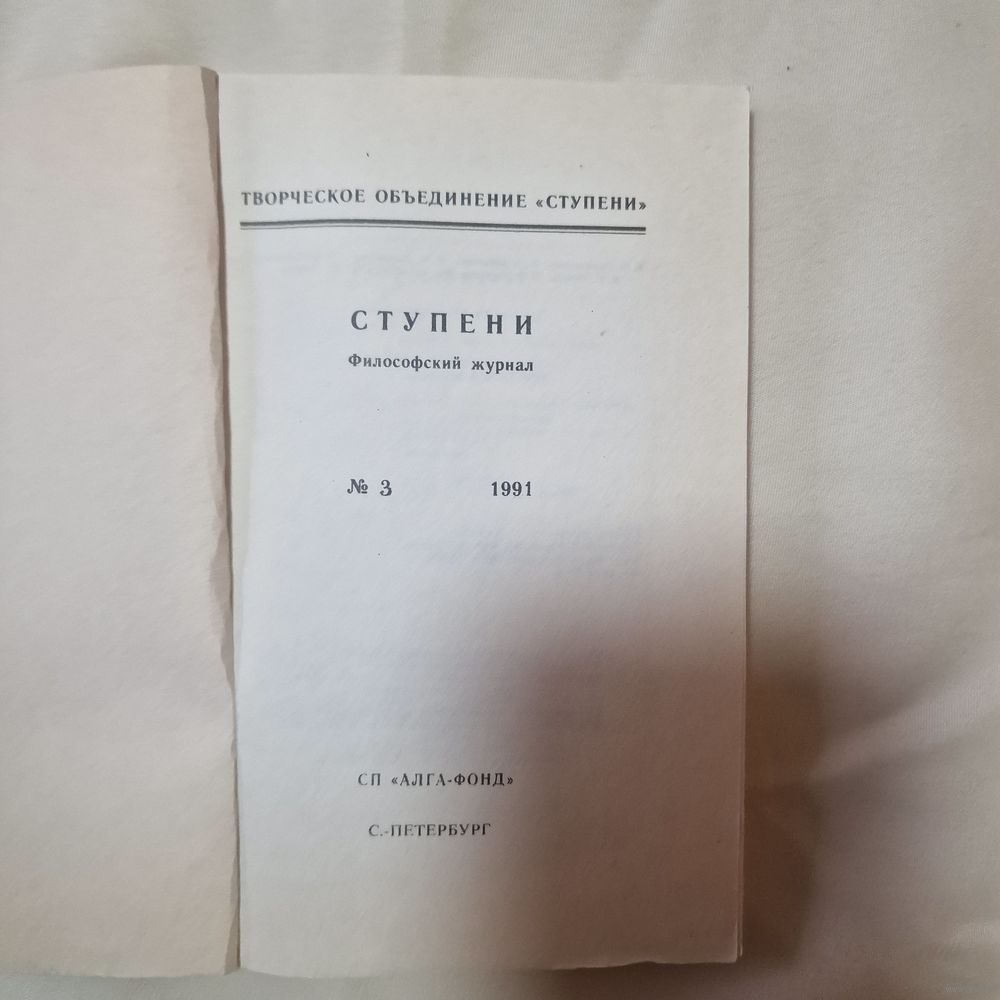 ТВОРЧЕСКОЕ ОБЪЕДИНЕНИЕ «СТУПЕНИ»
СТУПЕНИ
Философский журнал
№ 3 1991
СП «АЛГА-ФОНД»
С.-ПЕТЕРБУРГ